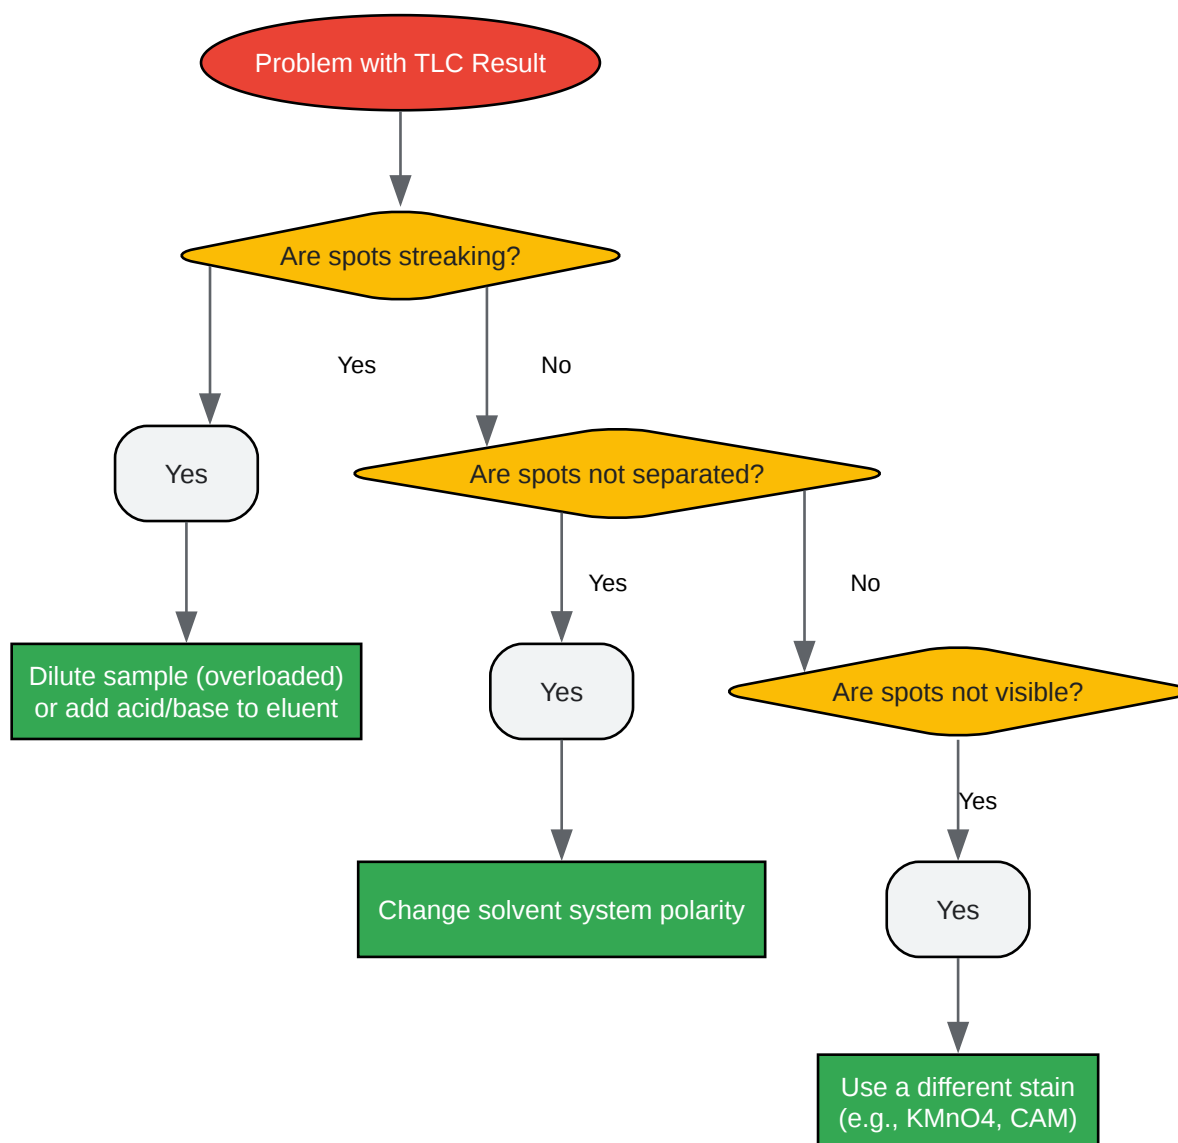 Problem with TLC Result
Are spots streaking?
Yes
No
Yes
Are spots not separated?
Dilute sample (overloaded)
or add acid/base to eluent
Yes
No
Yes
Are spots not visible?
Change solvent system polarity
Yes
Yes
Use a different stain
(e.g., KMnO4, CAM)